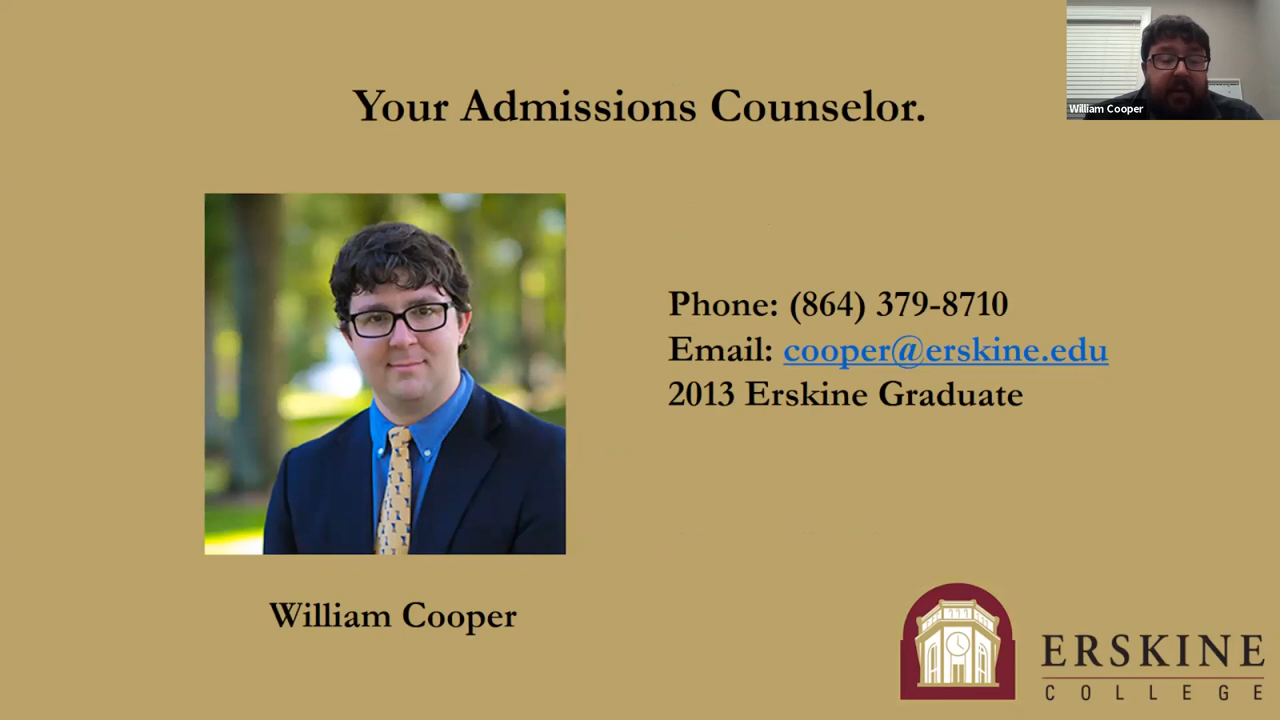 William Cooper
Your Admissions Counselor.
Phone: (864) 379-8710
Email: cooper@erskine.edu
2013 Erskine Graduate
William Cooper
ERSKINE
COLLEGE